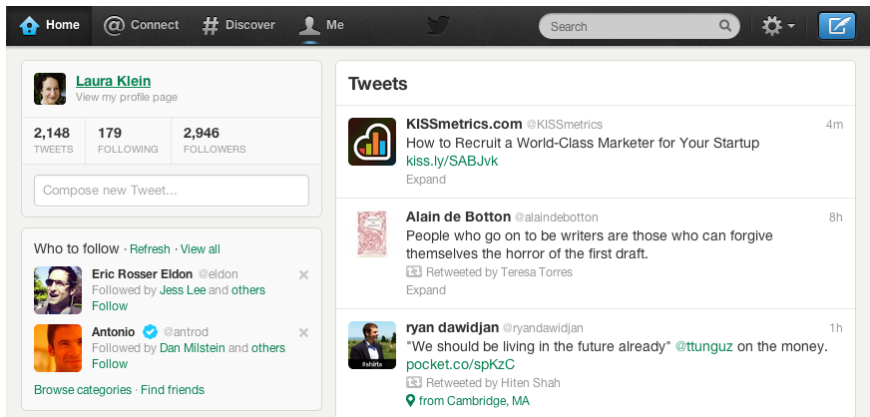 Home
Connect
Discover
Me
Search
Laura Klein
View my profile page
2,148
TWEETS
179
FOLLOWING
2,946
FOLLOWERS
Compose new Tweet...
Who to follow · Refresh · View all
Eric Rosser Eldon @eldon
Followed by Jess Lee and others
Follow
Antonio @antrod
Followed by Dan Milstein and others
Follow
Browse categories · Find friends
Tweets
KISSmetrics.com @KISSmetrics 4m
How to Recruit a World-Class Marketer for Your Startup
kiss.ly/SABJvk
Expand
Alain de Botton @alaindebotton 8h
People who go on to be writers are those who can forgive
themselves the horror of the first draft.
Retweeted by Teresa Torres
Expand
ryan dawidjan @ryandawidjan 1h
"We should be living in the future already" @ttunguz on the money.
pocket.co/spKzC
Retweeted by Hiten Shah
from Cambridge, MA
#shirts